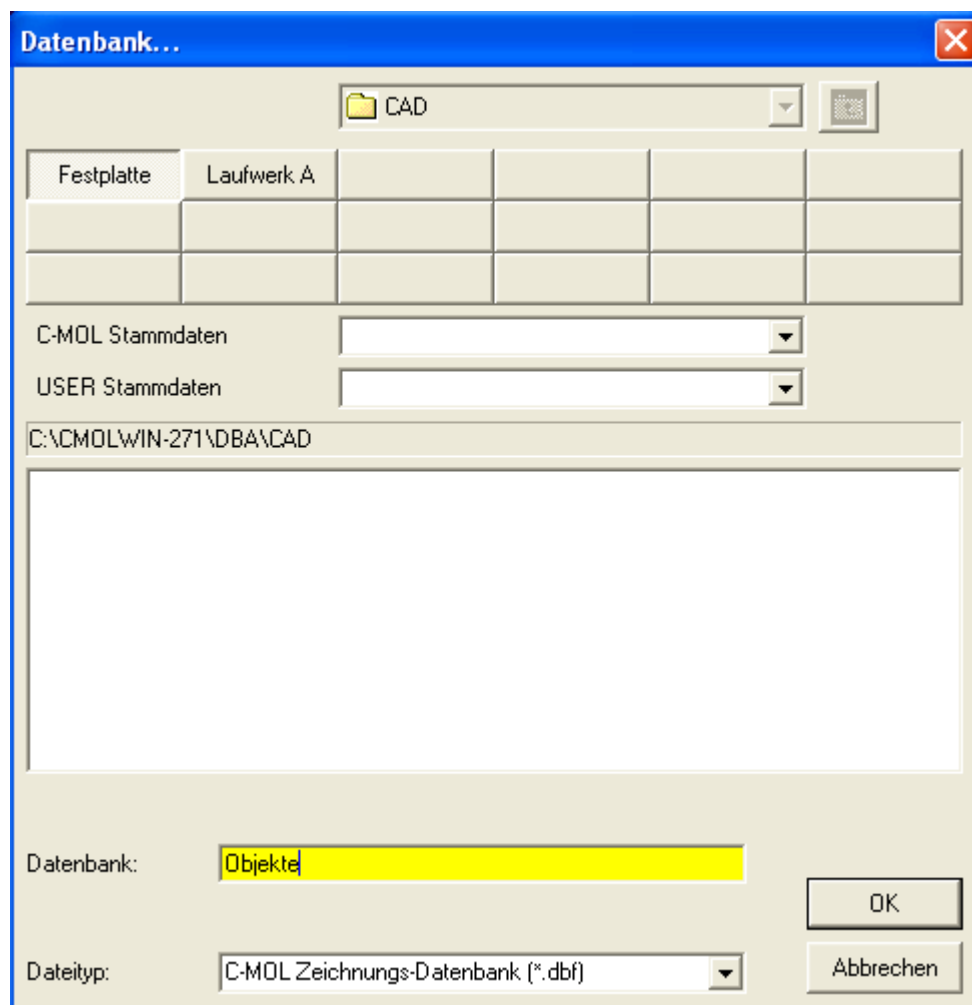 Datenbank...
CAD
Festplatte Laufwerk A
C-MOL Stammdaten
USER Stammdaten
C:\CMOLWIN-271\DBA\CAD
Datenbank: Objekte
OK
Dateityp: C-MOL Zeichnungs-Datenbank (*.dbf) Abbrechen